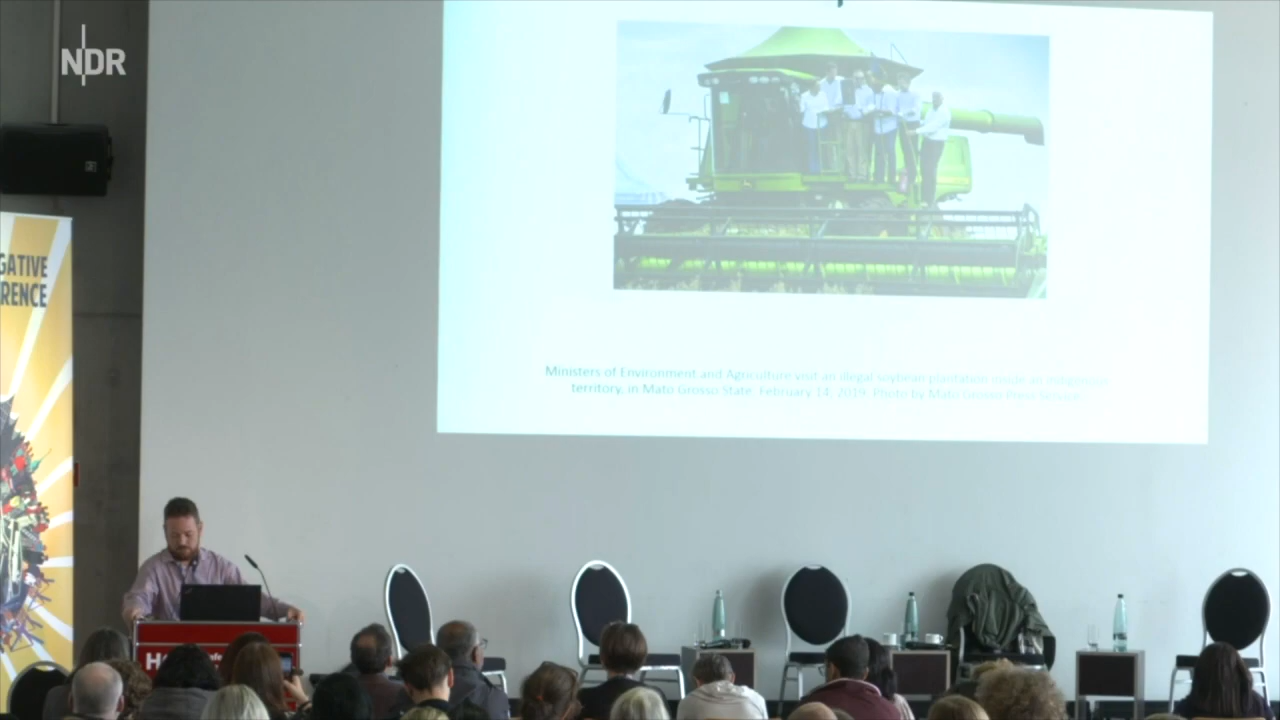 NDR
GATIVE
RENCE
Ministers of Environment and Agriculture visit an illegal soybean plantation inside an indigenous
territory, in Mato Grosso State. February 14, 2019. Photo by Mato Grosso Press Service